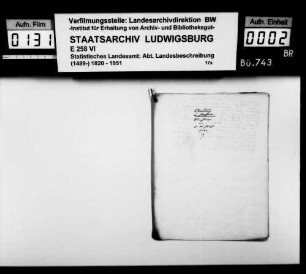 Aufn. Film
0131
Verfilmungsstelle: Landesarchivdirektion BW
-Institut für Erhaltung von Archiv- und Bibliotheksgut-
STAATSARCHIV LUDWIGSBURG
E 258 VI
Statistisches Landesamt: Abt. Landesbeschreibung
(1489-) 1820 - 1951
17a
Aufn. Einheit
0002
BR
Bü.743